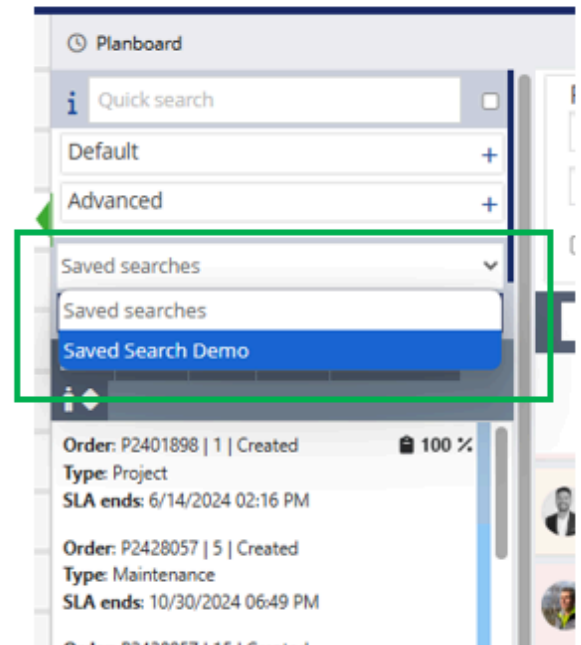 Planboard
i Quick search
Default +
Advanced +
Saved searches
Saved searches
Saved Search Demo
Order: P2401898 | 1 | Created 100 %
Type: Project
SLA ends: 6/14/2024 02:16 PM
Order: P2428057 | 5 | Created
Type: Maintenance
SLA ends: 10/30/2024 06:49 PM